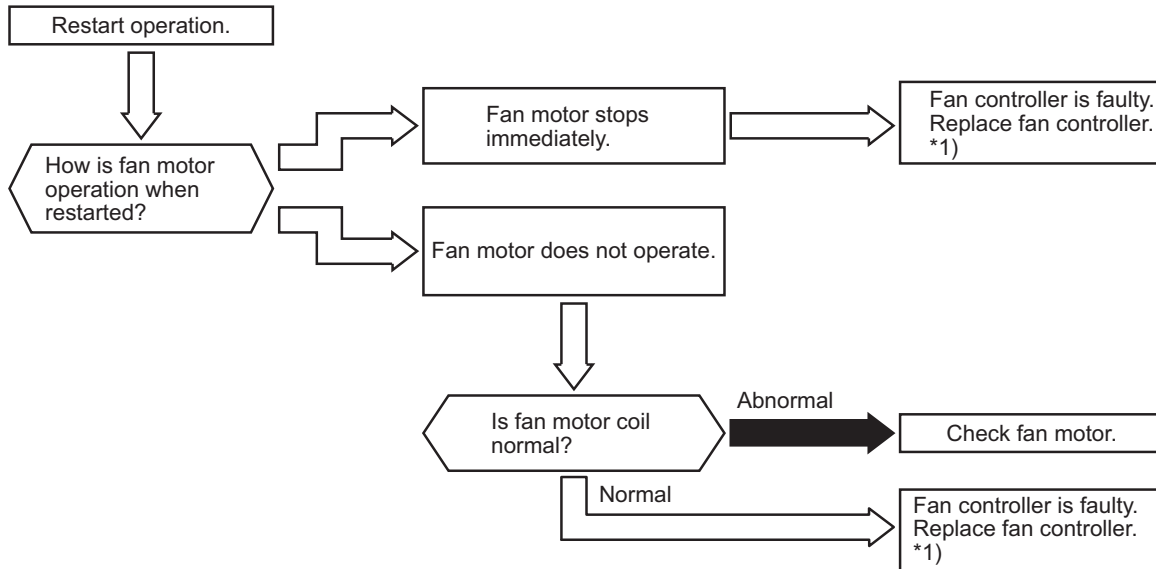 Restart operation.
How is fan motor
operation when
restarted?
Fan motor stops
immediately.
Fan controller is faulty.
Replace fan controller.
*1)
Fan motor does not operate.
Is fan motor coil
normal?
Abnormal
Check fan motor.
Normal
Fan controller is faulty.
Replace fan controller.
*1)